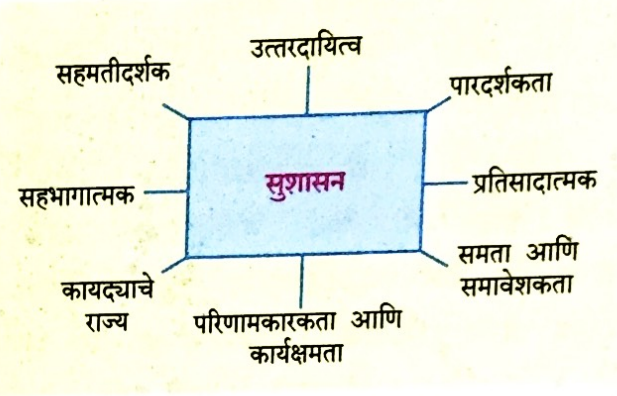 उत्तरदायित्व
सहमतीदर्शक
पारदर्शकता
सुशासन
सहभागात्मक
प्रतिसादात्मक
समता आणि
समावेशकता
कायद्याचे
राज्य
परिणामकारकता आणि
कार्यक्षमता